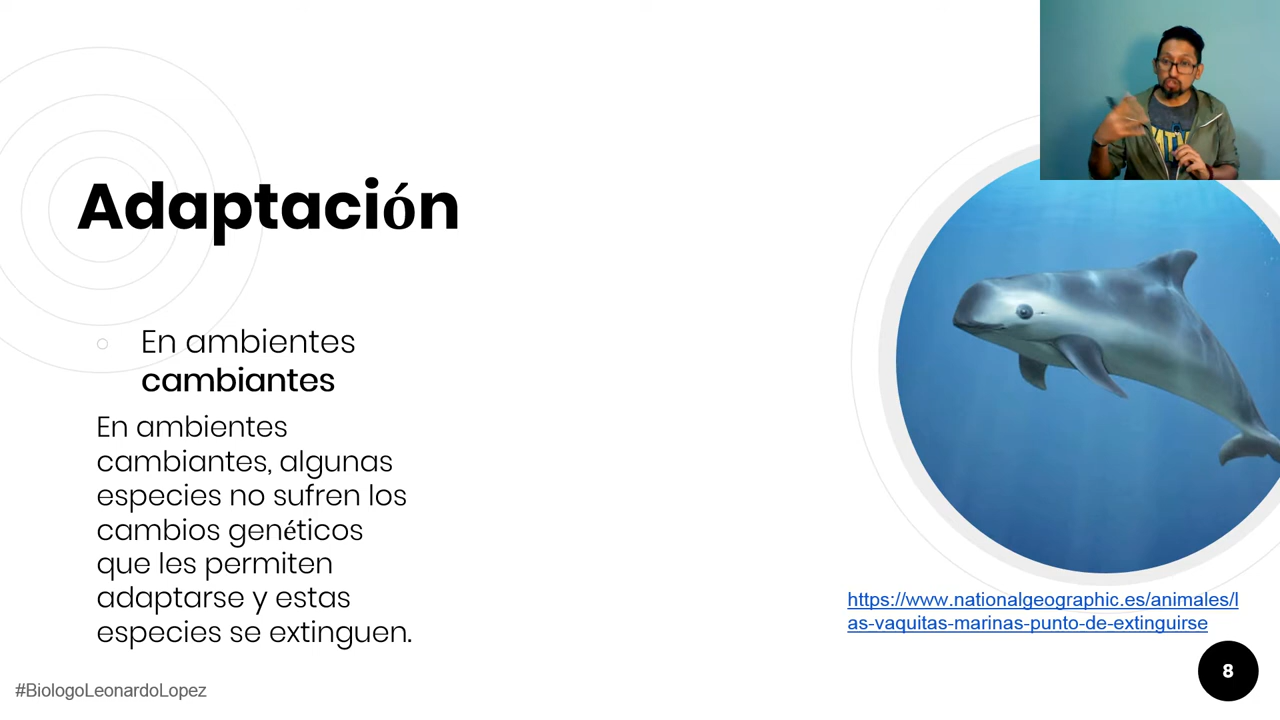 Adaptación
En ambientes
cambiantes
En ambientes
cambiantes, algunas
especies no sufren los
cambios genéticos
que les permiten
adaptarse y estas
especies se extinguen.
https://www.nationalgeographic.es/animales/l
as-vaquitas-marinas-punto-de-extinguirse
8
#BiologoLeonardoLopez